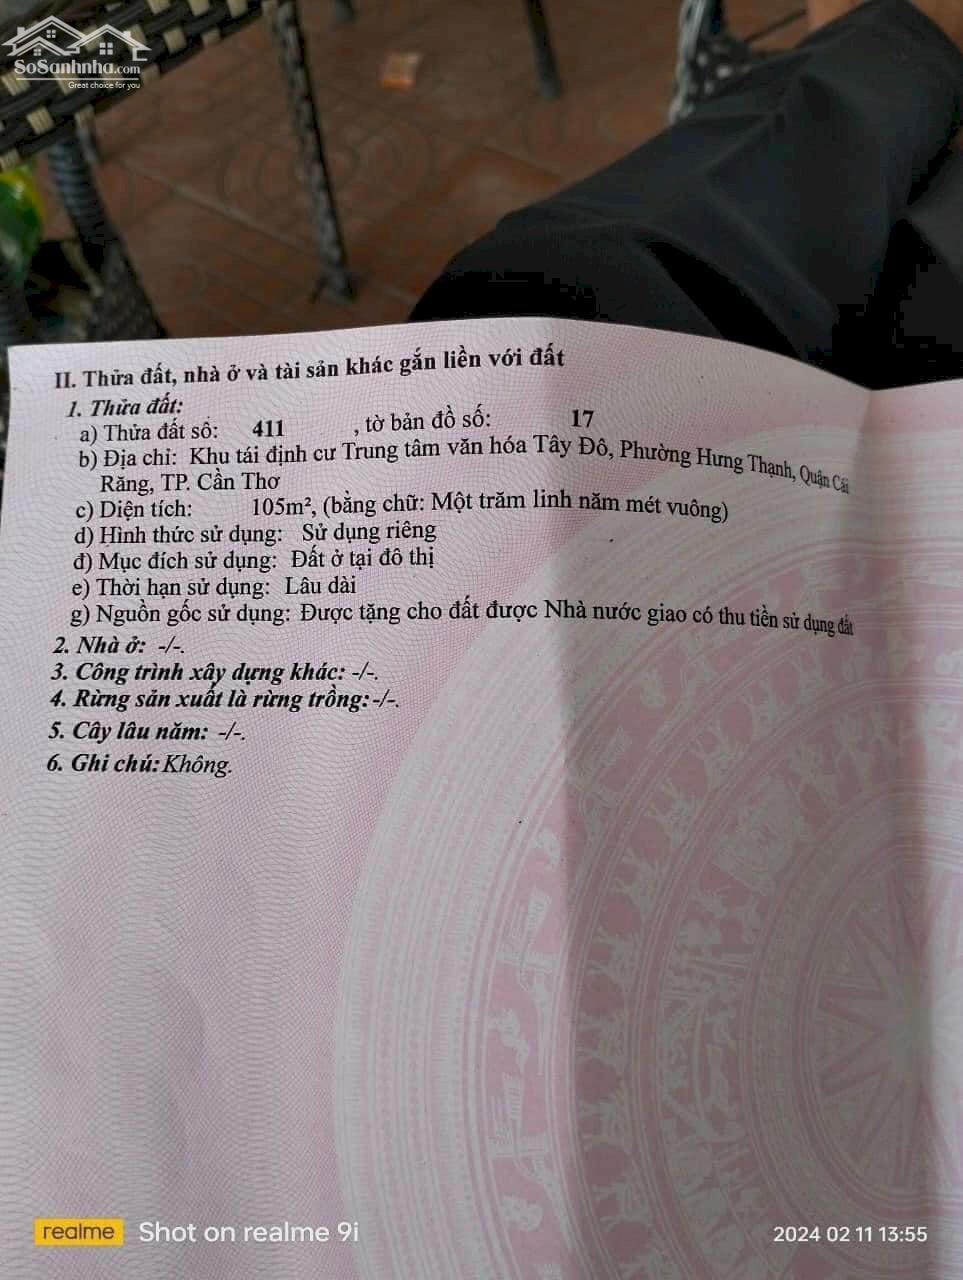 SoSanhnha.com
Great choice for you
II. Thửa đất, nhà ở và tài sản khác gắn liền với đất
1. Thửa đất:
a) Thửa đất số: 411 , tờ bản đồ số: 17
b) Địa chỉ: Khu tái định cư Trung tâm văn hóa Tây Đô, Phường Hưng Thạnh, Quận Cái
Răng, TP. Cần Thơ
c) Diện tích: 105m², (bằng chữ: Một trăm linh năm mét vuông)
d) Hình thức sử dụng: Sử dụng riêng
đ) Mục đích sử dụng: Đất ở tại đô thị
e) Thời hạn sử dụng: Lâu dài
g) Nguồn gốc sử dụng: Được tặng cho đất được Nhà nước giao có thu tiền sử dụng đất
2. Nhà ở: -/-.
3. Công trình xây dựng khác: -/-.
4. Rừng sản xuất là rừng trồng: -/-.
5. Cây lâu năm: -/-.
6. Ghi chú: Không.
realme Shot on realme 9i
2024 02 11 13:55